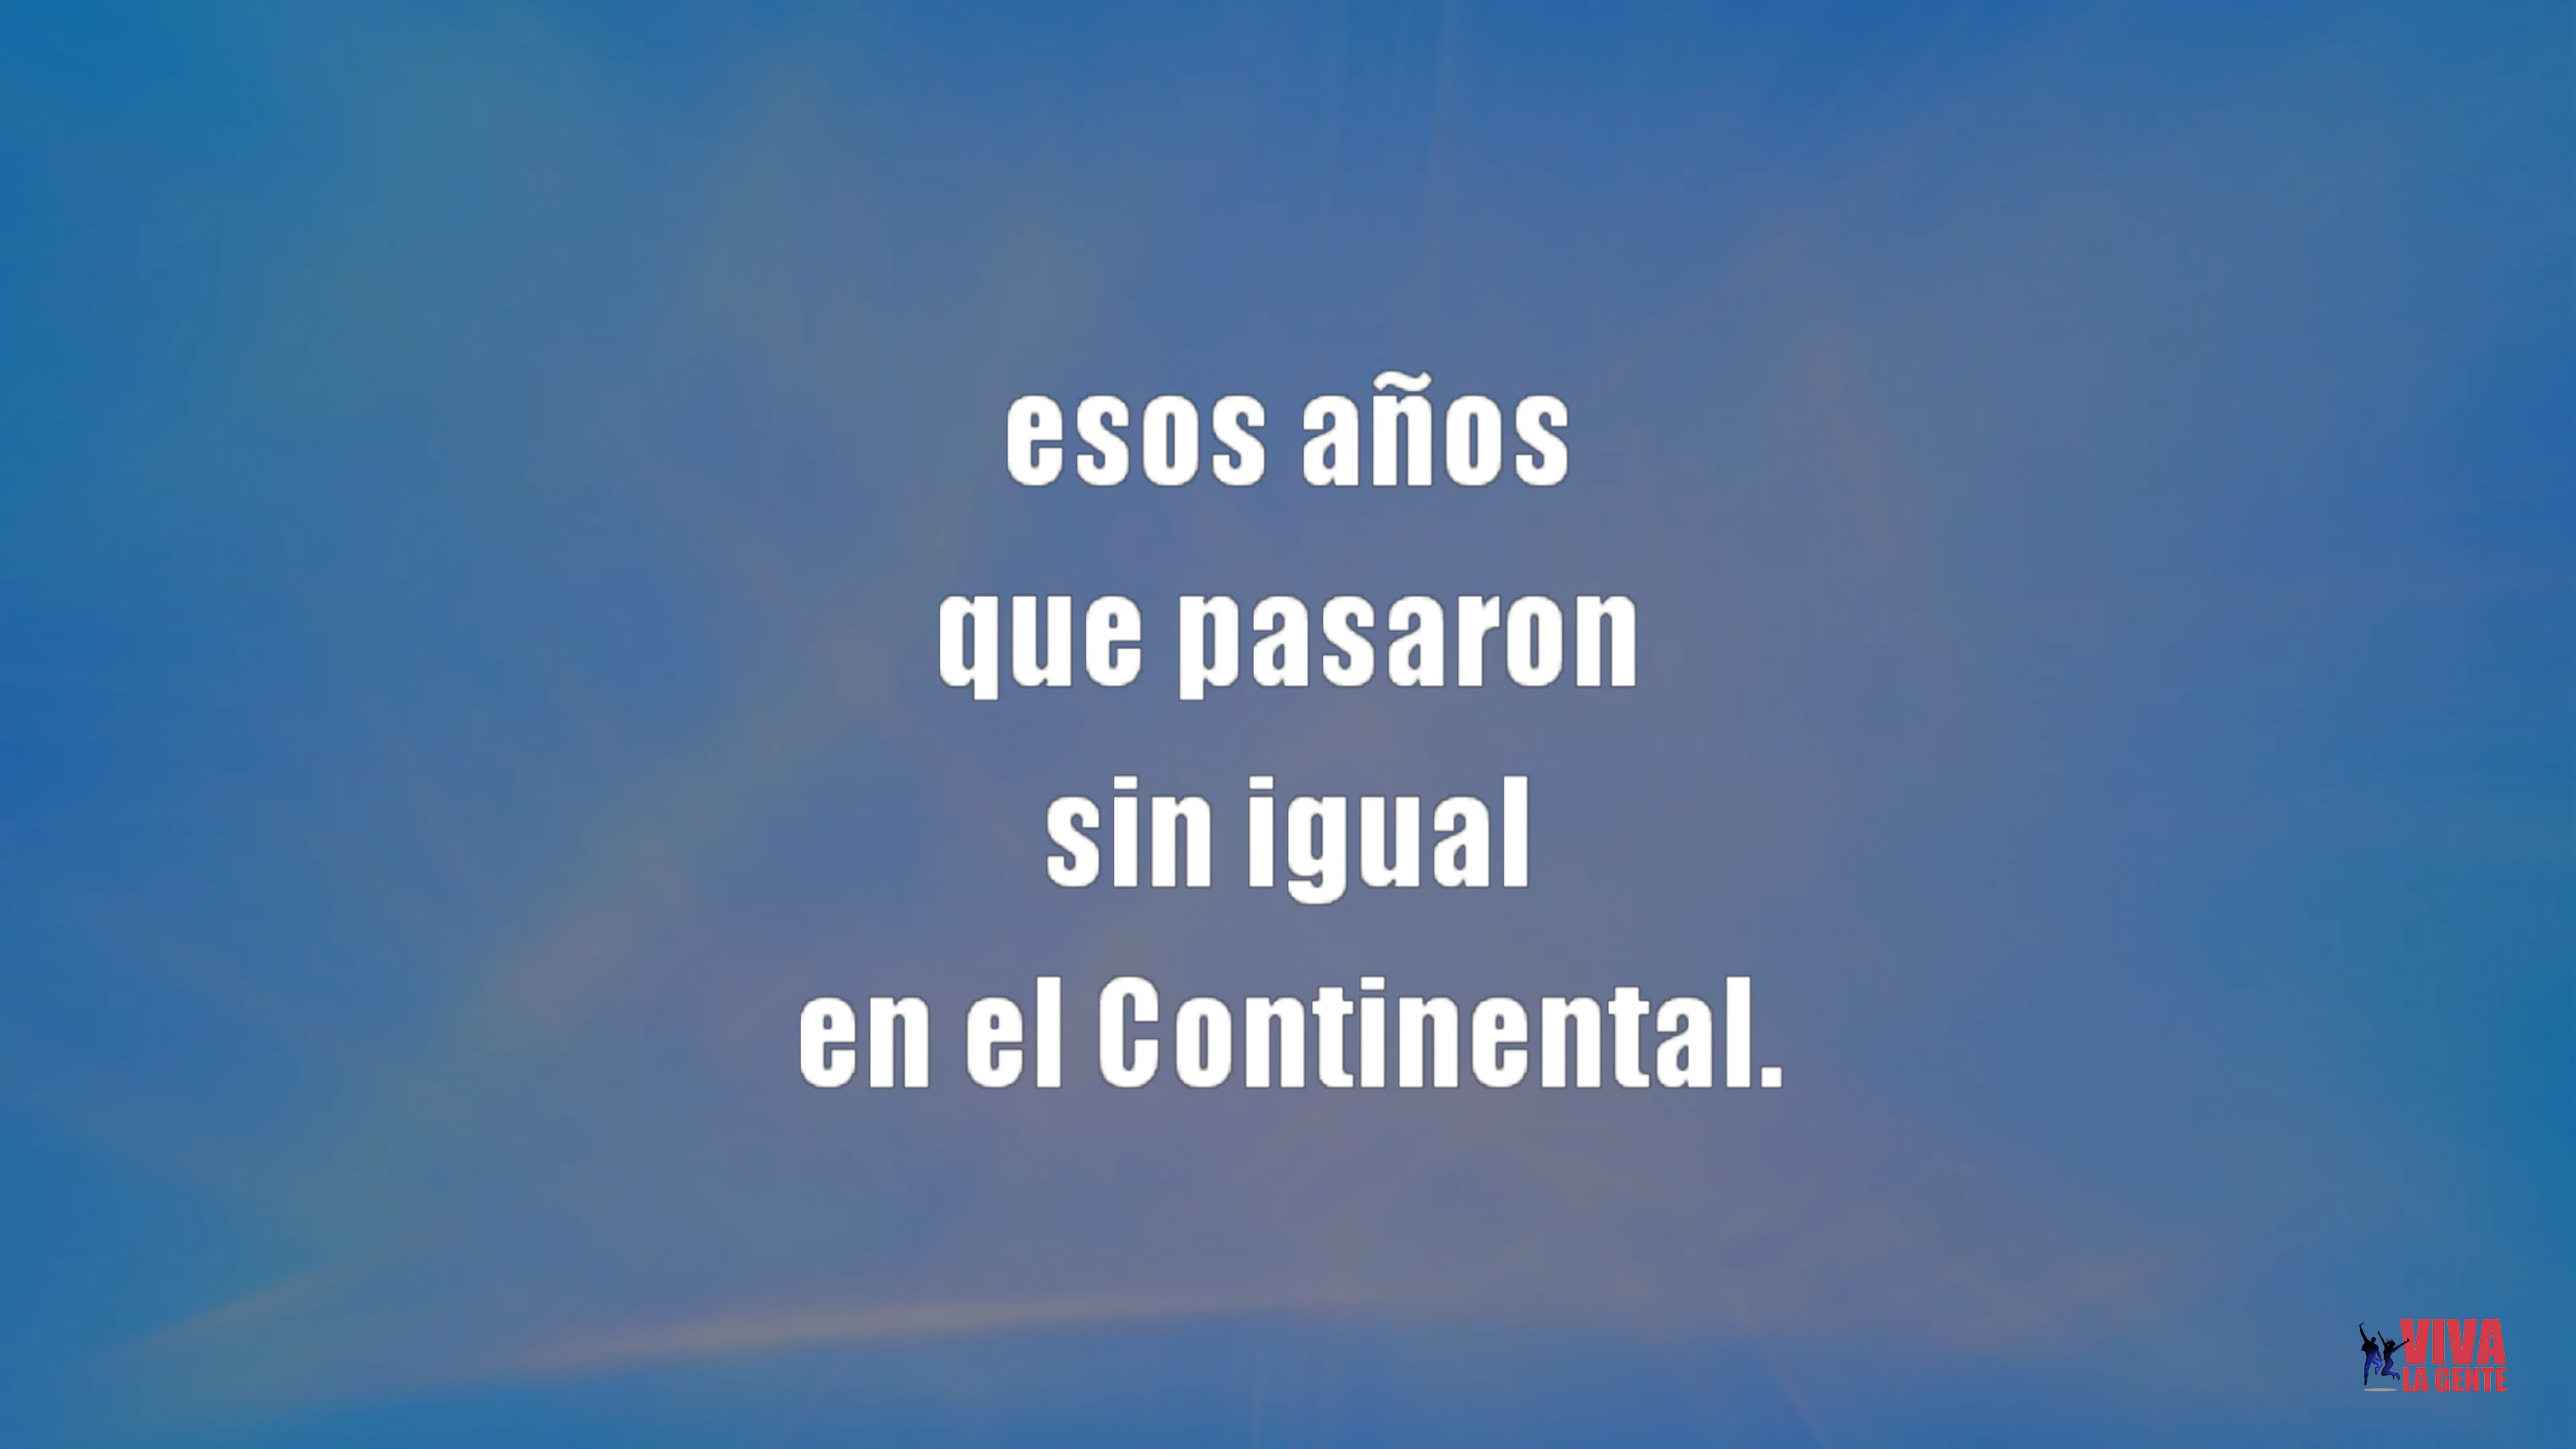 esos años
que pasaron
sin igual
en el Continental.
VIVA
LA GENTE